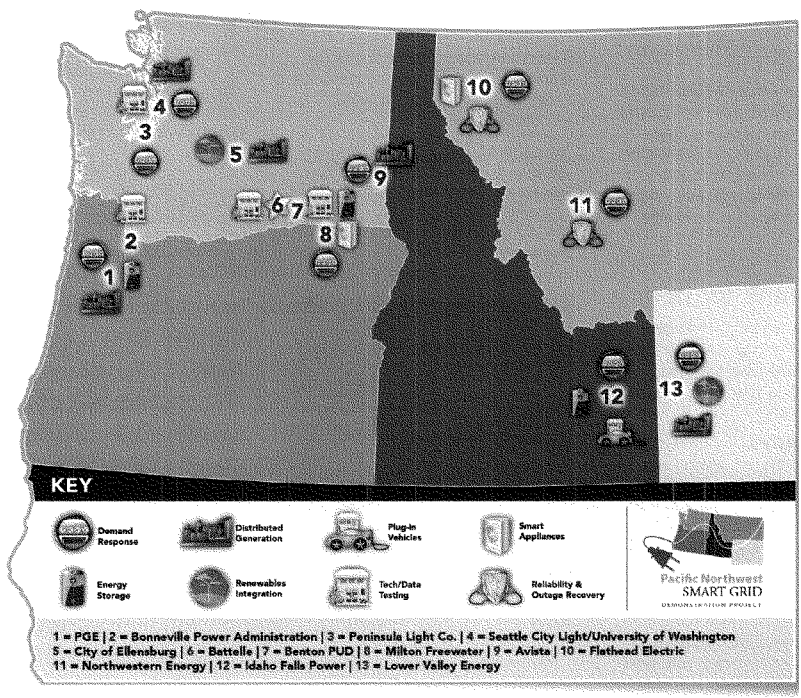 10
4
3
5
9
11
6
7
2
8
1
13
12
KEY
Demand
Response
Distributed
Generation
Plug-in
Vehicles
Smart
Appliances
Energy
Storage
Renewables
Integration
Tech/Data
Testing
Reliability &
Outage Recovery
Pacific Northwest
SMART GRID
DEMONSTRATION PROJECT
1 = PGE | 2 = Bonneville Power Administration | 3 = Peninsula Light Co. | 4 = Seattle City Light/University of Washington
5 = City of Ellensburg | 6 = Battelle | 7 = Benton PUD | 8 = Milton Freewater | 9 = Avista | 10 = Flathead Electric
11 = Northwestern Energy | 12 = Idaho Falls Power | 13 = Lower Valley Energy